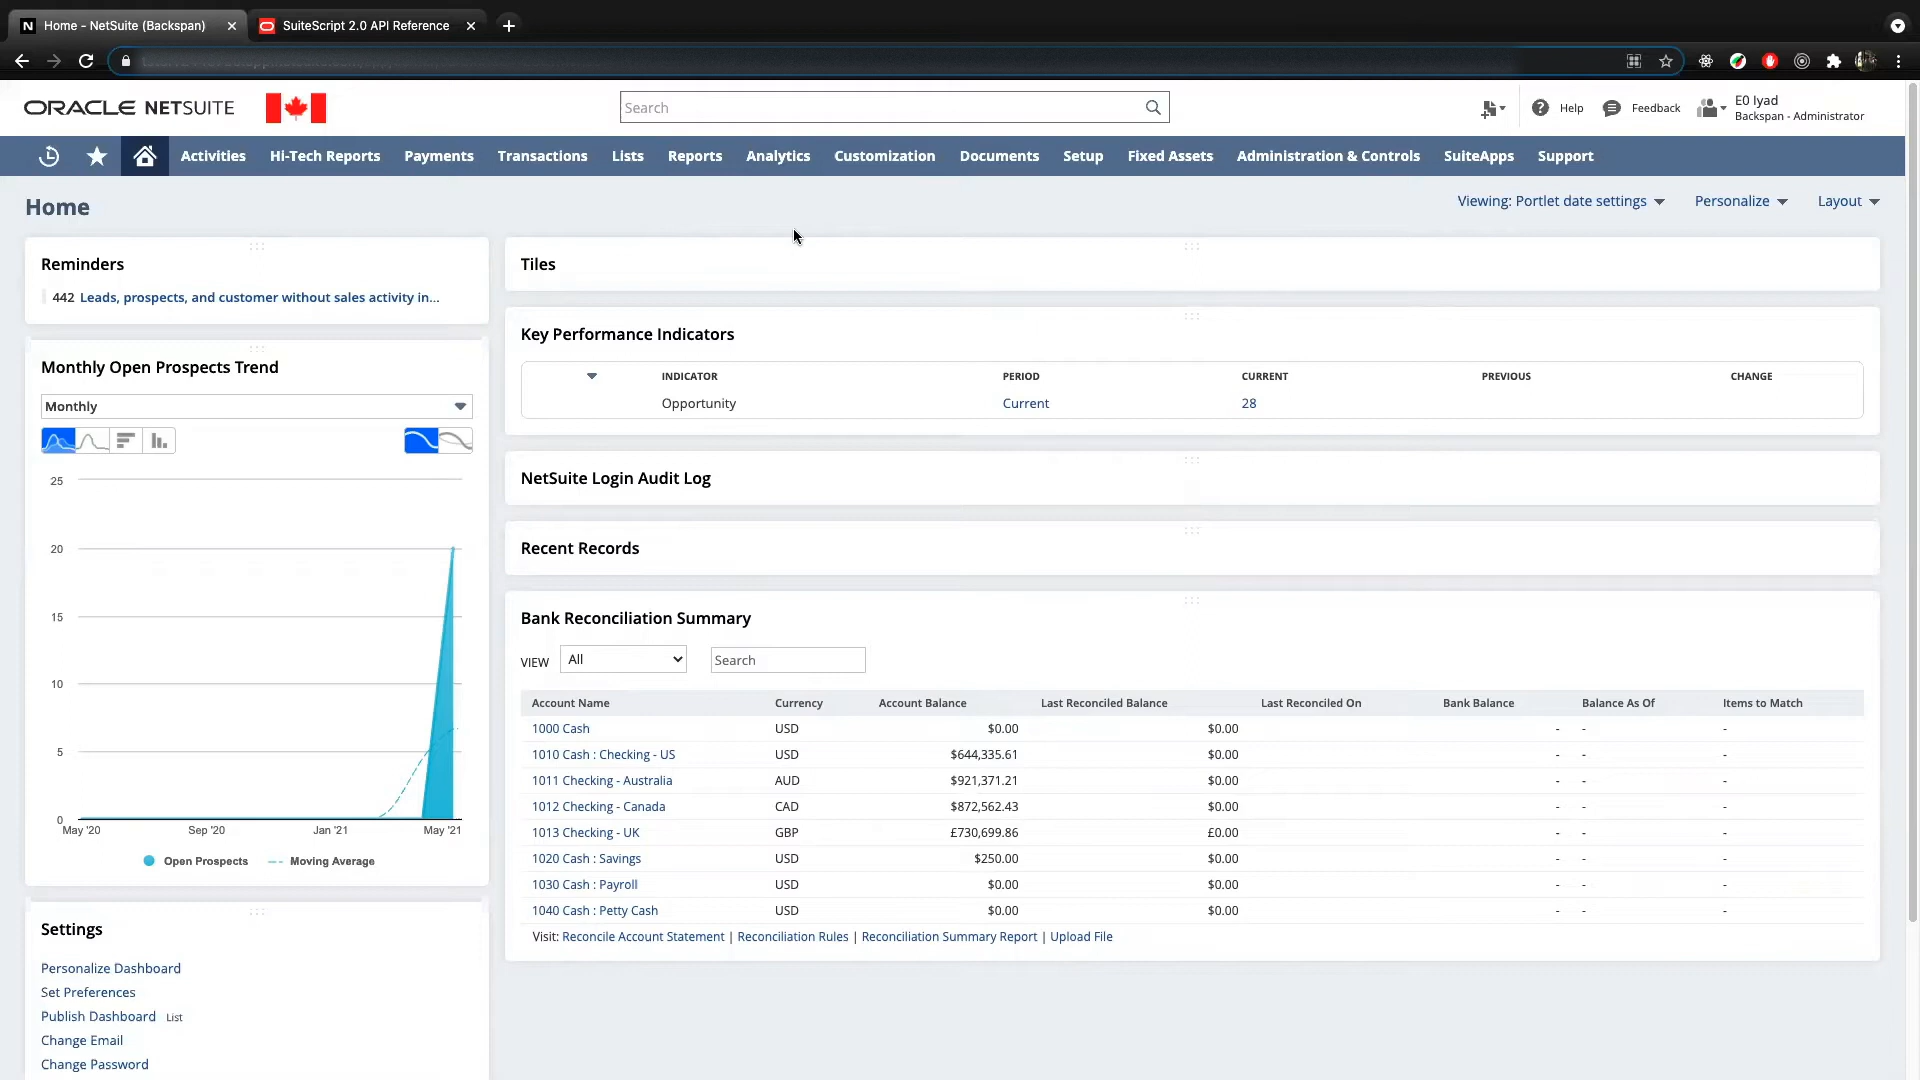 Home - NetSuite (Backspan)
SuiteScript 2.0 API Reference
ORACLE NETSUITE
Search
Help
Feedback
E0 Iyad
Backspan - Administrator
Activities
Hi-Tech Reports
Payments
Transactions
Lists
Reports
Analytics
Customization
Documents
Setup
Fixed Assets
Administration & Controls
SuiteApps
Support
Home
Viewing: Portlet date settings
Personalize
Layout
Reminders
442 Leads, prospects, and customer without sales activity in...
Monthly Open Prospects Trend
Monthly
25
20
15
10
5
0
May '20 Sep '20 Jan '21 May '21
Open Prospects Moving Average
Settings
Personalize Dashboard
Set Preferences
Publish Dashboard List
Change Email
Change Password
Tiles
Key Performance Indicators
INDICATOR PERIOD CURRENT PREVIOUS CHANGE
Opportunity Current 28
NetSuite Login Audit Log
Recent Records
Bank Reconciliation Summary
VIEW All Search
Account Name Currency Account Balance Last Reconciled Balance Last Reconciled On Bank Balance Balance As Of Items to Match
1000 Cash USD $0.00 $0.00 - - -
1010 Cash : Checking - US USD $644,335.61 $0.00 - - -
1011 Checking - Australia AUD $921,371.21 $0.00 - - -
1012 Checking - Canada CAD $872,562.43 $0.00 - - -
1013 Checking - UK GBP £730,699.86 £0.00 - - -
1020 Cash : Savings USD $250.00 $0.00 - - -
1030 Cash : Payroll USD $0.00 $0.00 - - -
1040 Cash : Petty Cash USD $0.00 $0.00 - - -
Visit: Reconcile Account Statement | Reconciliation Rules | Reconciliation Summary Report | Upload File